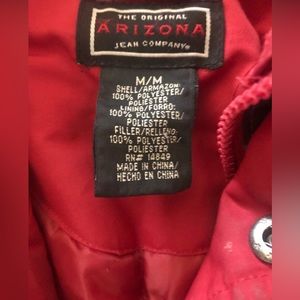 THE ORIGINAL
ARIZONA
JEAN COMPANY®
M/M
SHELL/ARMAZON:
100% POLYESTER/
POLIESTER
LINING/FORRO:
100% POLYESTER/
POLIESTER
FILLER/RELLENO:
100% POLYESTER/
POLIESTER
RN# 14849
MADE IN CHINA/
HECHO EN CHINA